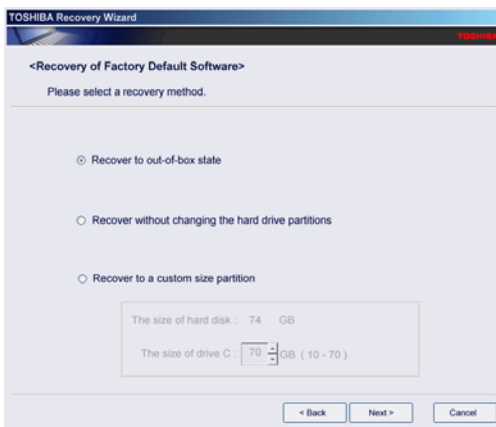 TOSHIBA Recovery Wizard
TOSHIBA
<Recovery of Factory Default Software>
Please select a recovery method.
Recover to out-of-box state
Recover without changing the hard drive partitions
Recover to a custom size partition
The size of hard disk : 74 GB
The size of drive C : 70 GB ( 10 - 70 )
< Back Next > Cancel